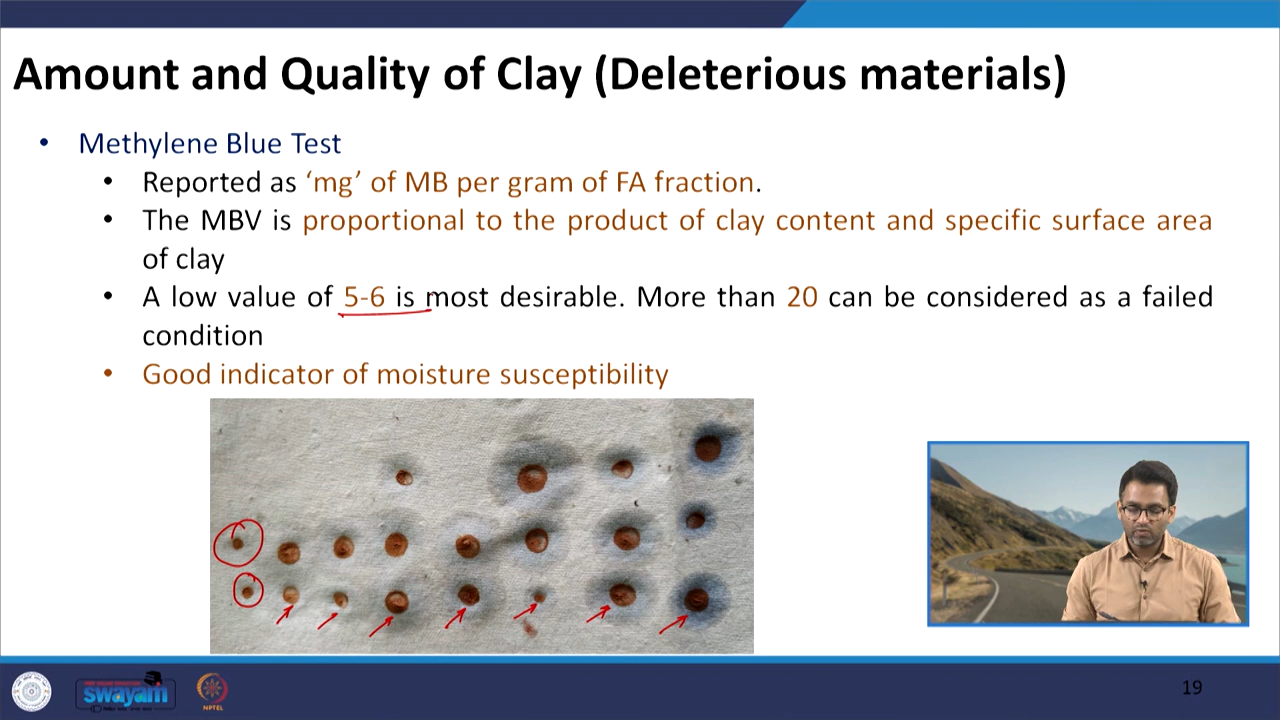 Amount and Quality of Clay (Deleterious materials)
• Methylene Blue Test
• Reported as ‘mg’ of MB per gram of FA fraction.
• The MBV is proportional to the product of clay content and specific surface area
of clay
• A low value of 5-6 is most desirable. More than 20 can be considered as a failed
condition
• Good indicator of moisture susceptibility
swayam
NPTEL
19